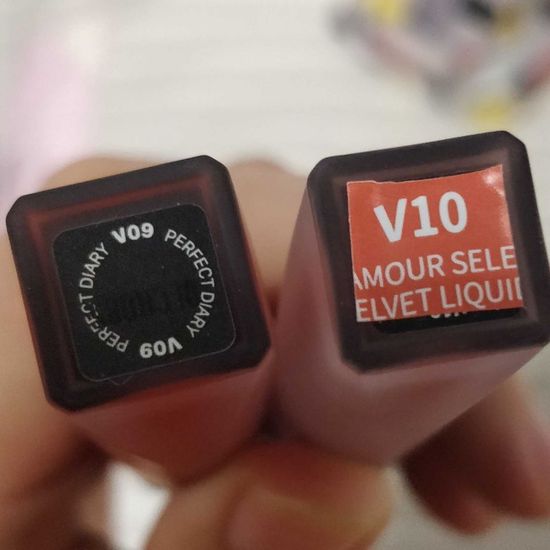 V09 PERFECT DIARY V09 PERFECT DIARY
V10
AMOUR SELE
ELVET LIQUI